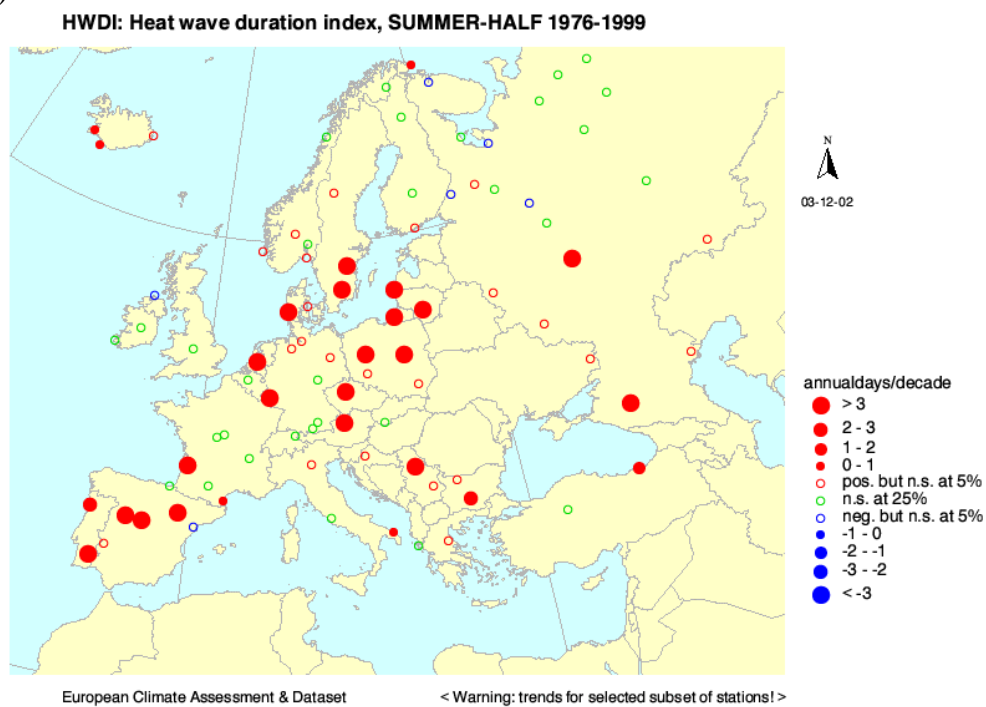 HWDI: Heat wave duration index, SUMMER-HALF 1976-1999
N
03-12-02
annualdays/decade
> 3
2 - 3
1 - 2
0 - 1
pos. but n.s. at 5%
n.s. at 25%
neg. but n.s. at 5%
-1 - 0
-2 - -1
-3 - -2
< -3
European Climate Assessment & Dataset < Warning: trends for selected subset of stations! >